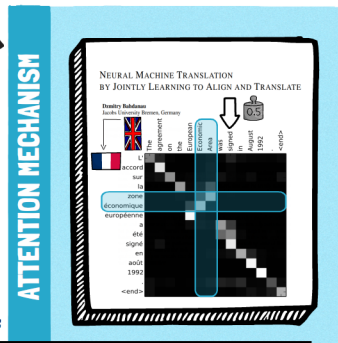 ATTENTION MECHANISM
NEURAL MACHINE TRANSLATION
BY JOINTLY LEARNING TO ALIGN AND TRANSLATE
Dzmitry Bahdanau
Jacobs University Bremen, Germany
0.5
The
agreement
on
the
European
Economic
Area
was
signed
in
August
1992
.
<end>
L'
accord
sur
la
zone
économique
européenne
a
été
signé
en
août
1992
.
<end>